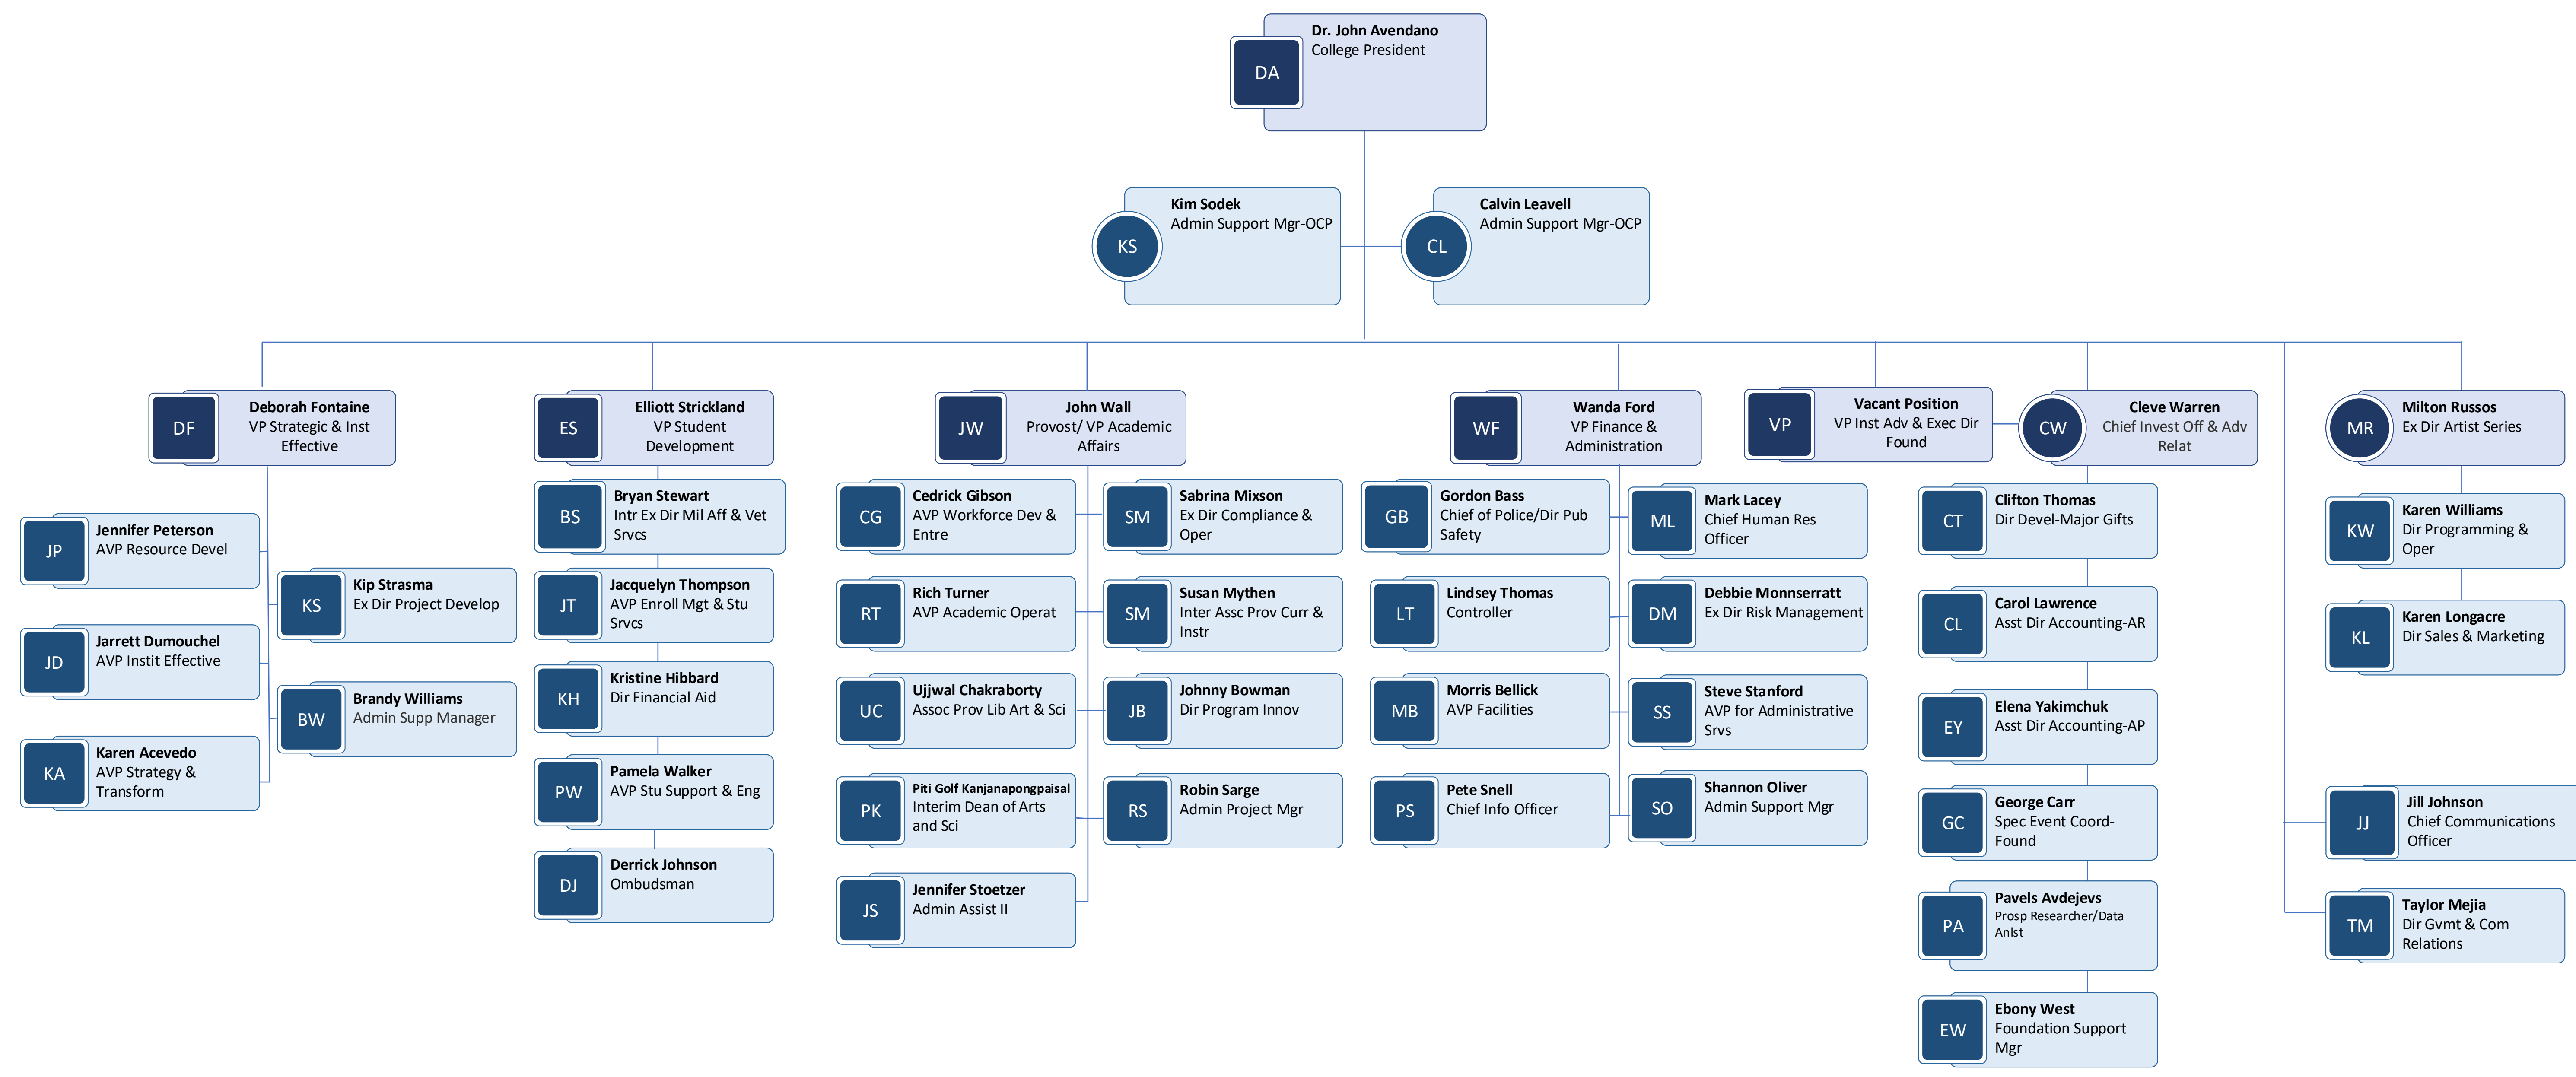 DA
Dr. John Avendano
College President
KS
Kim Sodek
Admin Support Mgr-OCP
CL
Calvin Leavell
Admin Support Mgr-OCP
DF
Deborah Fontaine
VP Strategic & Inst
Effective
JP
Jennifer Peterson
AVP Resource Devel
KS
Kip Strasma
Ex Dir Project Develop
JD
Jarrett Dumouchel
AVP Instit Effective
BW
Brandy Williams
Admin Supp Manager
KA
Karen Acevedo
AVP Strategy &
Transform
ES
Elliott Strickland
VP Student
Development
BS
Bryan Stewart
Intr Ex Dir Mil Aff & Vet
Srvcs
JT
Jacquelyn Thompson
AVP Enroll Mgt & Stu
Srvcs
KH
Kristine Hibbard
Dir Financial Aid
PW
Pamela Walker
AVP Stu Support & Eng
DJ
Derrick Johnson
Ombudsman
JW
John Wall
Provost/ VP Academic
Affairs
CG
Cedrick Gibson
AVP Workforce Dev &
Entre
SM
Sabrina Mixson
Ex Dir Compliance &
Oper
RT
Rich Turner
AVP Academic Operat
SM
Susan Mythen
Inter Assc Prov Curr &
Instr
UC
Ujjwal Chakraborty
Assoc Prov Lib Art & Sci
JB
Johnny Bowman
Dir Program Innov
PK
Piti Golf Kanjanapongpaisal
Interim Dean of Arts
and Sci
RS
Robin Sarge
Admin Project Mgr
JS
Jennifer Stoetzer
Admin Assist II
WF
Wanda Ford
VP Finance &
Administration
GB
Gordon Bass
Chief of Police/Dir Pub
Safety
ML
Mark Lacey
Chief Human Res
Officer
LT
Lindsey Thomas
Controller
DM
Debbie Monnserratt
Ex Dir Risk Management
MB
Morris Bellick
AVP Facilities
SS
Steve Stanford
AVP for Administrative
Srvs
PS
Pete Snell
Chief Info Officer
SO
Shannon Oliver
Admin Support Mgr
VP
Vacant Position
VP Inst Adv & Exec Dir
Found
CW
Cleve Warren
Chief Invest Off & Adv
Relat
CT
Clifton Thomas
Dir Devel-Major Gifts
CL
Carol Lawrence
Asst Dir Accounting-AR
EY
Elena Yakimchuk
Asst Dir Accounting-AP
GC
George Carr
Spec Event Coord-
Found
PA
Pavels Avdejevs
Prosp Researcher/Data
Anlst
EW
Ebony West
Foundation Support
Mgr
MR
Milton Russos
Ex Dir Artist Series
KW
Karen Williams
Dir Programming &
Oper
KL
Karen Longacre
Dir Sales & Marketing
JJ
Jill Johnson
Chief Communications
Officer
TM
Taylor Mejia
Dir Gvmt & Com
Relations